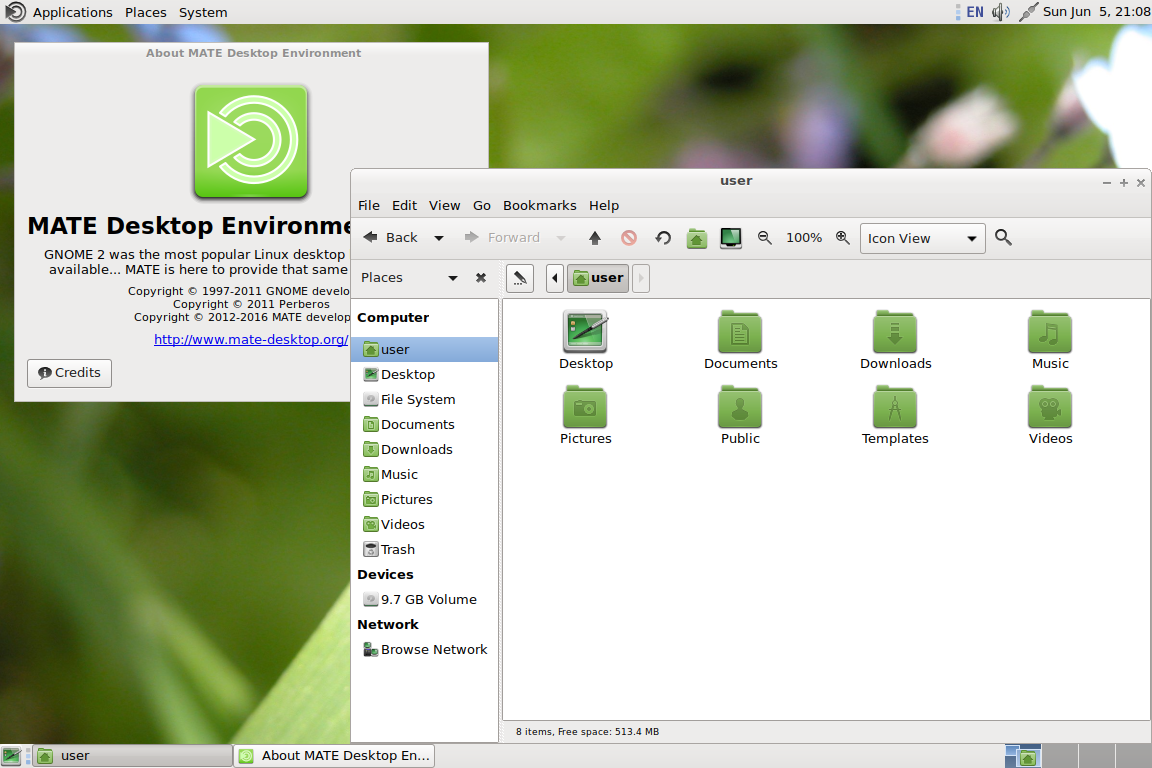 Applications Places System
EN Sun Jun 5, 21:08
About MATE Desktop Environment
MATE Desktop Environme
GNOME 2 was the most popular Linux desktop
available... MATE is here to provide that same
Copyright © 1997-2011 GNOME develo
Copyright © 2011 Perberos
Copyright © 2012-2016 MATE develop
http://www.mate-desktop.org/
Credits
user
File Edit View Go Bookmarks Help
Back Forward 100% Icon View
Places user
Computer
user
Desktop
File System
Documents
Downloads
Music
Pictures
Videos
Trash
Devices
9.7 GB Volume
Network
Browse Network
Desktop Documents Downloads Music
Pictures Public Templates Videos
8 items, Free space: 513.4 MB
user About MATE Desktop En...